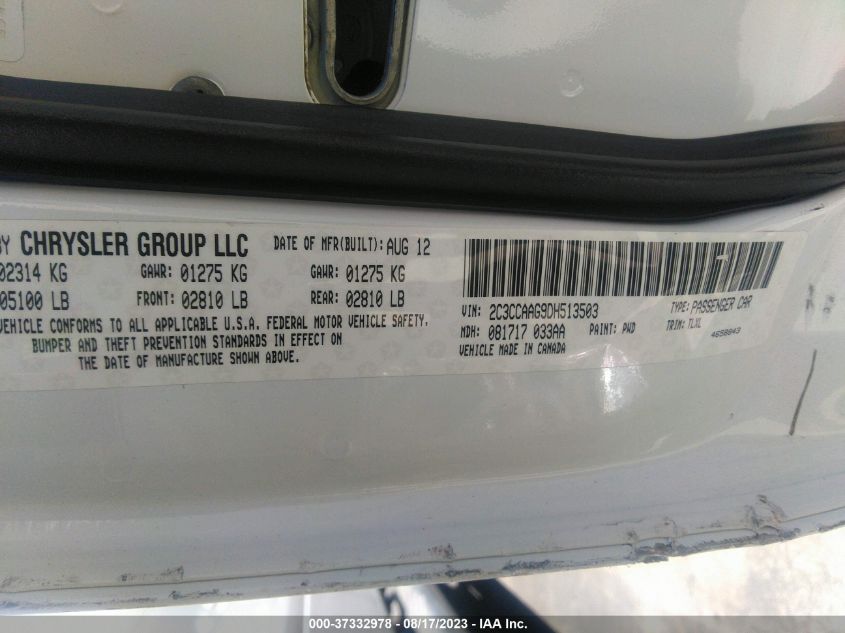 BY CHRYSLER GROUP LLC DATE OF MFR(BUILT): AUG 12
02314 KG GAWR: 01275 KG GAWR: 01275 KG
05100 LB FRONT: 02810 LB REAR: 02810 LB
VEHICLE CONFORMS TO ALL APPLICABLE U.S.A. FEDERAL MOTOR VEHICLE SAFETY,
BUMPER AND THEFT PREVENTION STANDARDS IN EFFECT ON
THE DATE OF MANUFACTURE SHOWN ABOVE.
VIN: 2C3CCAAG9DH513503 TYPE: PASSENGER CAR
MDH: 081717 033AA PAINT: PWD TRIM: TLXL
VEHICLE MADE IN CANADA 4658843
000-37332978 - 08/17/2023 - IAA Inc.